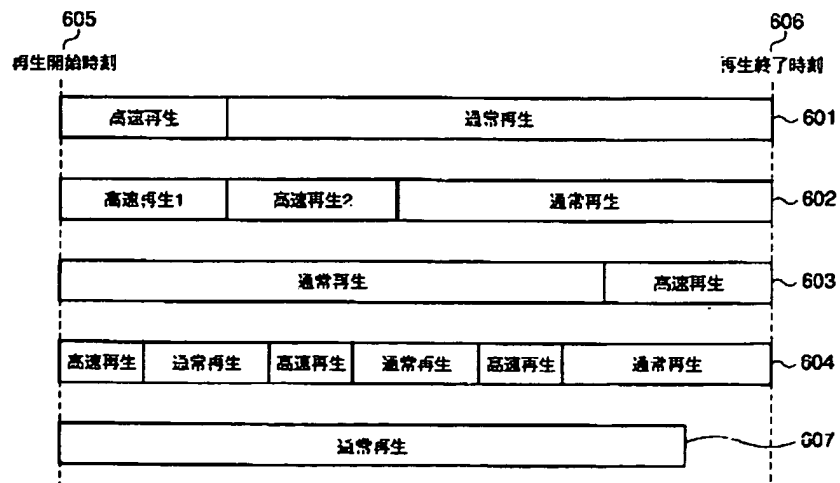 605
再生開始時刻
606
再生終了時刻
高速再生
通常再生
601
高速再生1
高速再生2
通常再生
602
通常再生
高速再生
603
高速再生
通常再生
高速再生
通常再生
高速再生
通常再生
604
通常再生
607